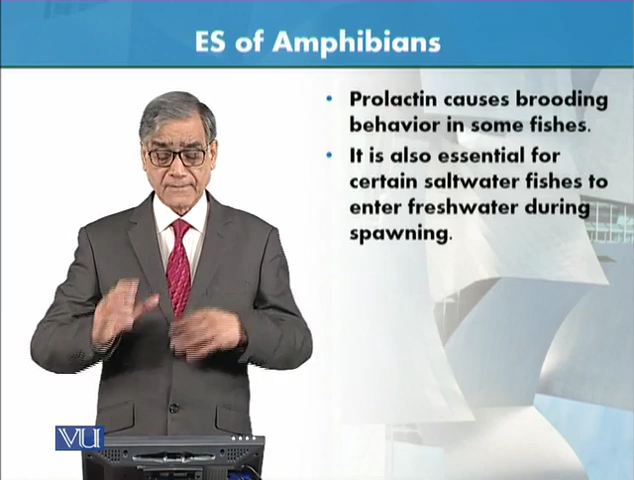 ES of Amphibians
• Prolactin causes brooding
behavior in some fishes.
• It is also essential for
certain saltwater fishes to
enter freshwater during
spawning.
VU